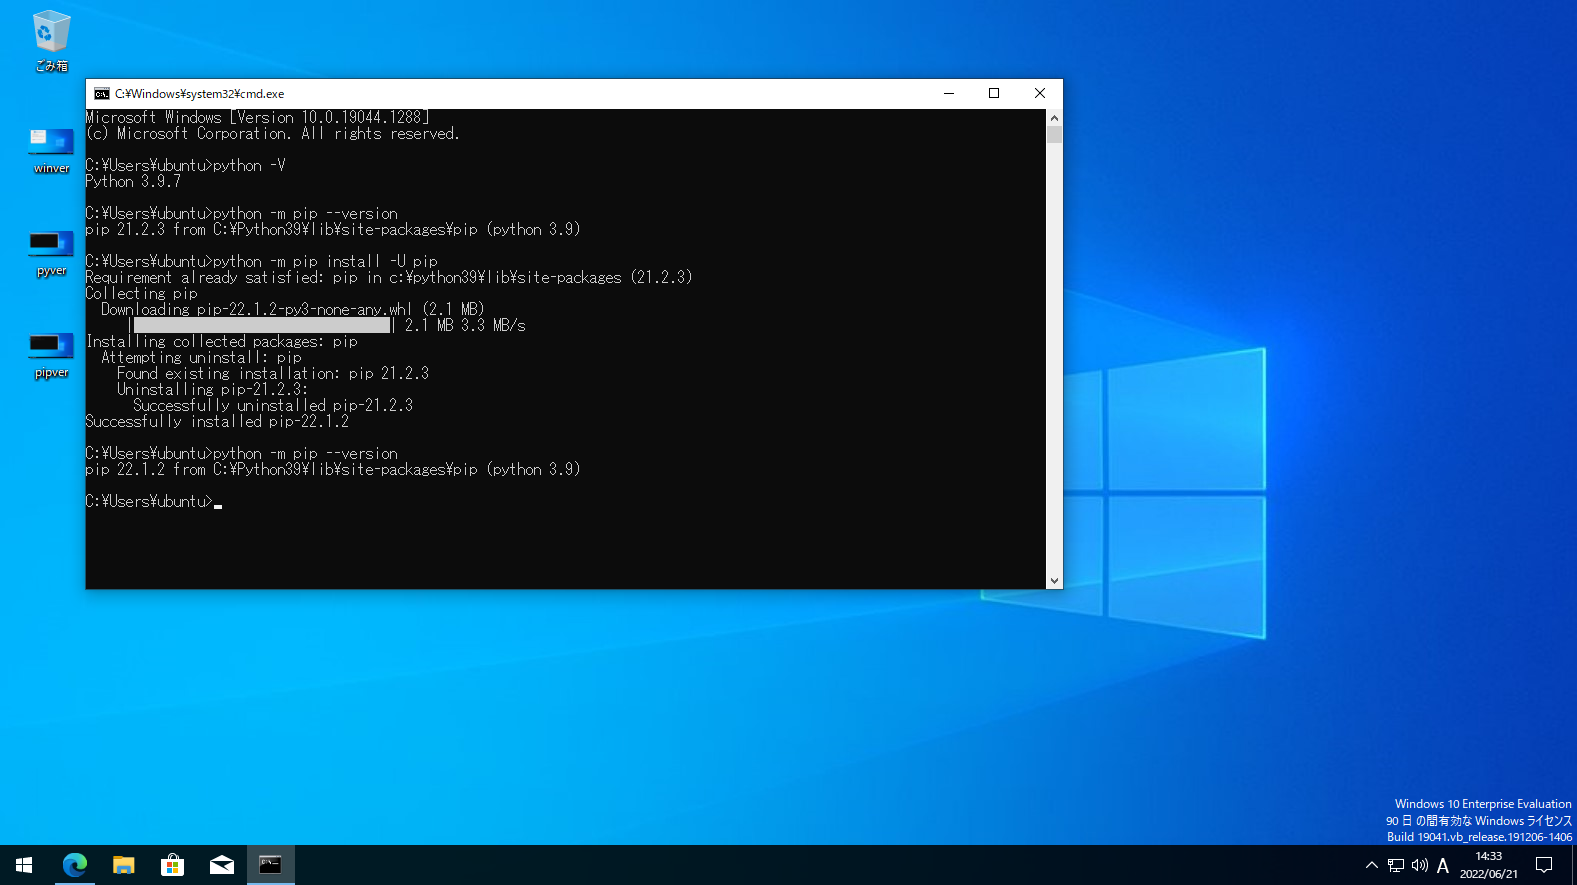 ごみ箱
winver
pyver
pipver
C:¥Windows¥system32¥cmd.exe
Microsoft Windows [Version 10.0.19044.1288]
(c) Microsoft Corporation. All rights reserved.
C:¥Users¥ubuntu>python -V
Python 3.9.7
C:¥Users¥ubuntu>python -m pip --version
pip 21.2.3 from C:¥Python39¥lib¥site-packages¥pip (python 3.9)
C:¥Users¥ubuntu>python -m pip install -U pip
Requirement already satisfied: pip in c:¥python39¥lib¥site-packages (21.2.3)
Collecting pip
Downloading pip-22.1.2-py3-none-any.whl (2.1 MB)
| | 2.1 MB 3.3 MB/s
Installing collected packages: pip
Attempting uninstall: pip
Found existing installation: pip 21.2.3
Uninstalling pip-21.2.3:
Successfully uninstalled pip-21.2.3
Successfully installed pip-22.1.2
C:¥Users¥ubuntu>python -m pip --version
pip 22.1.2 from C:¥Python39¥lib¥site-packages¥pip (python 3.9)
C:¥Users¥ubuntu>
Windows 10 Enterprise Evaluation
90 日 の間有効な Windows ライセンス
Build 19041.vb_release.191206-1406
A
14:33
2022/06/21